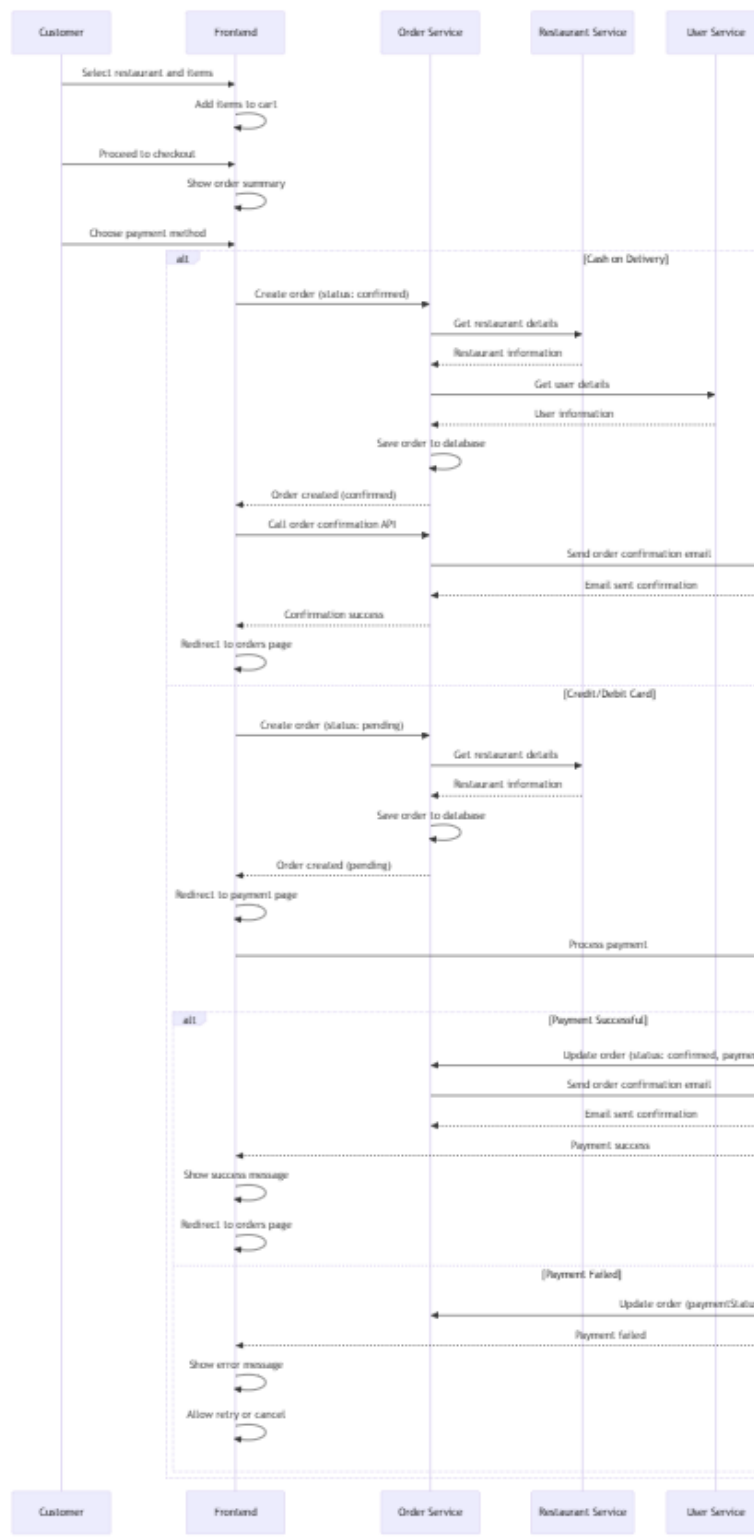 Customer
Frontend
Order Service
Restaurant Service
User Service
Select restaurant and items
Add items to cart
Proceed to checkout
Show order summary
Choose payment method
alt
[Cash on Delivery]
Create order (status: confirmed)
Get restaurant details
Restaurant information
Get user details
User information
Save order to database
Order created (confirmed)
Call order confirmation API
Send order confirmation email
Email sent confirmation
Confirmation success
Redirect to orders page
[Credit/Debit Card]
Create order (status: pending)
Get restaurant details
Restaurant information
Save order to database
Order created (pending)
Redirect to payment page
Process payment
alt
[Payment Successful]
Update order (status: confirmed,
Send order confirmation email
Email sent confirmation
Payment success
Show success message
Redirect to orders page
[Payment Failed]
Update order
Payment failed
Show error message
Allow retry or cancel
Customer
Frontend
Order Service
Restaurant Service
User Service